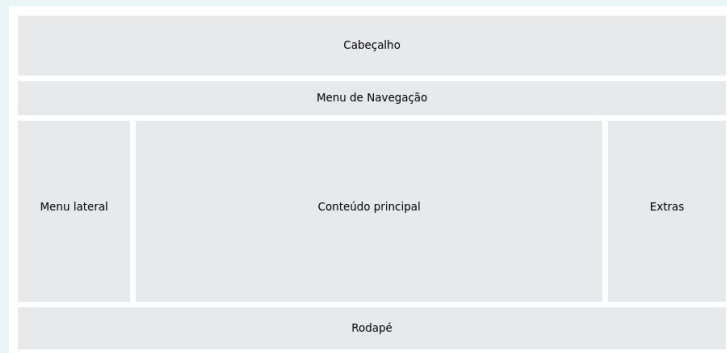 Cabeçalho
Menu de Navegação
Menu lateral
Conteúdo principal
Extras
Rodapé